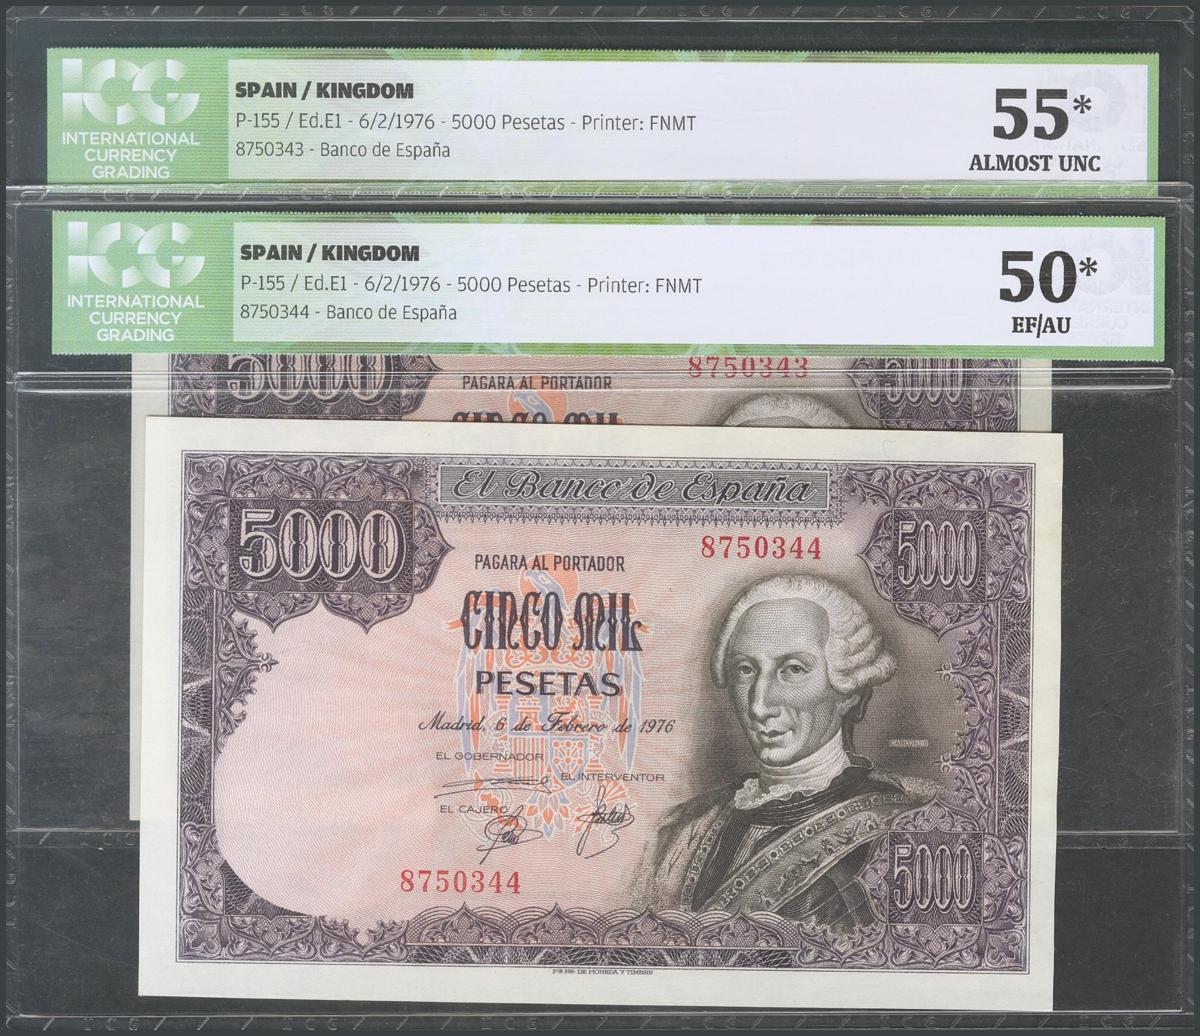 ICG
INTERNATIONAL
CURRENCY
GRADING
SPAIN / KINGDOM
P-155 / Ed.E1 - 6/2/1976 - 5000 Pesetas - Printer: FNMT
8750343 - Banco de España
55*
ALMOST UNC
ICG
INTERNATIONAL
CURRENCY
GRADING
SPAIN / KINGDOM
P-155 / Ed.E1 - 6/2/1976 - 5000 Pesetas - Printer: FNMT
8750344 - Banco de España
50*
EF/AU
5000
8750343
5000
PAGARA AL PORTADOR
CINCO MIL
El Banco de España
5000
8750344
5000
PAGARA AL PORTADOR
CINCO MIL
PESETAS
Madrid, 6 de Febrero de 1976
EL GOBERNADOR
EL INTERVENTOR
EL CAJERO
8750344
5000